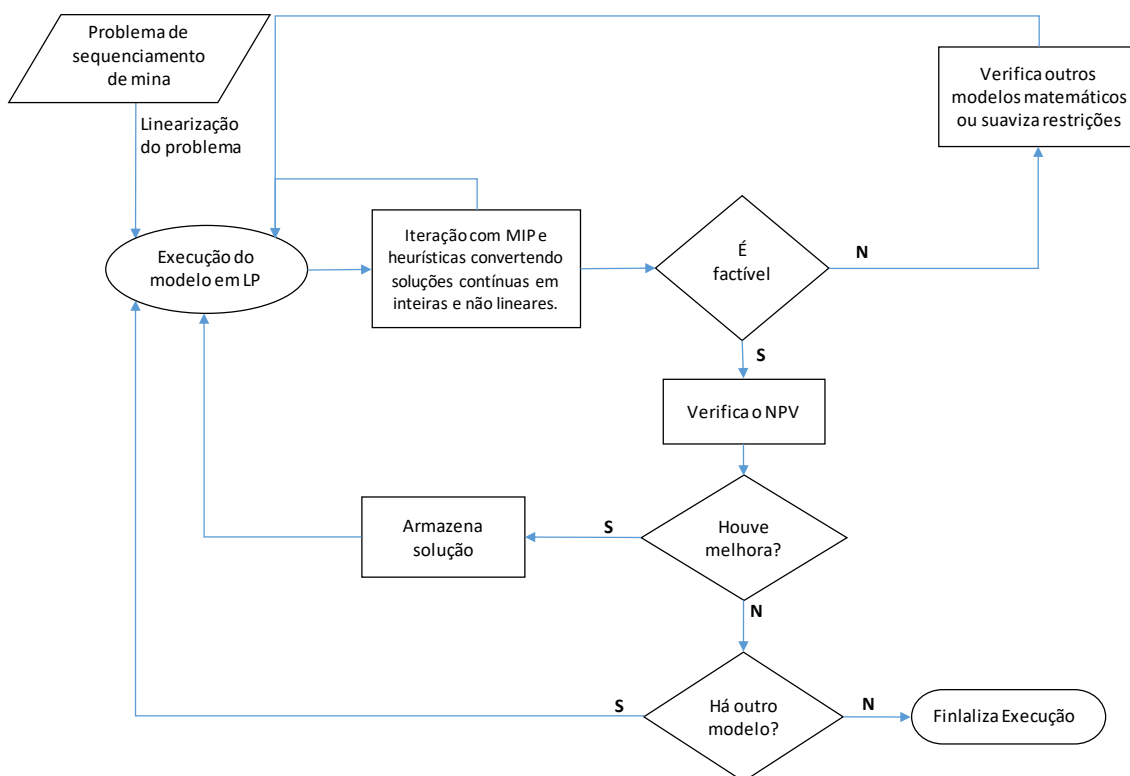 Problema de
sequenciamento
de mina
Linearização
do problema
Verifica outros
modelos matemáticos
ou suaviza restrições
Execução do
modelo em LP
Iteração com MIP e
heurísticas convertendo
soluções contínuas em
inteiras e não lineares.
É
factível
N
S
Verifica o NPV
Armazena
solução
S
Houve
melhora?
N
S
Há outro
modelo?
N
Finlaliza Execução